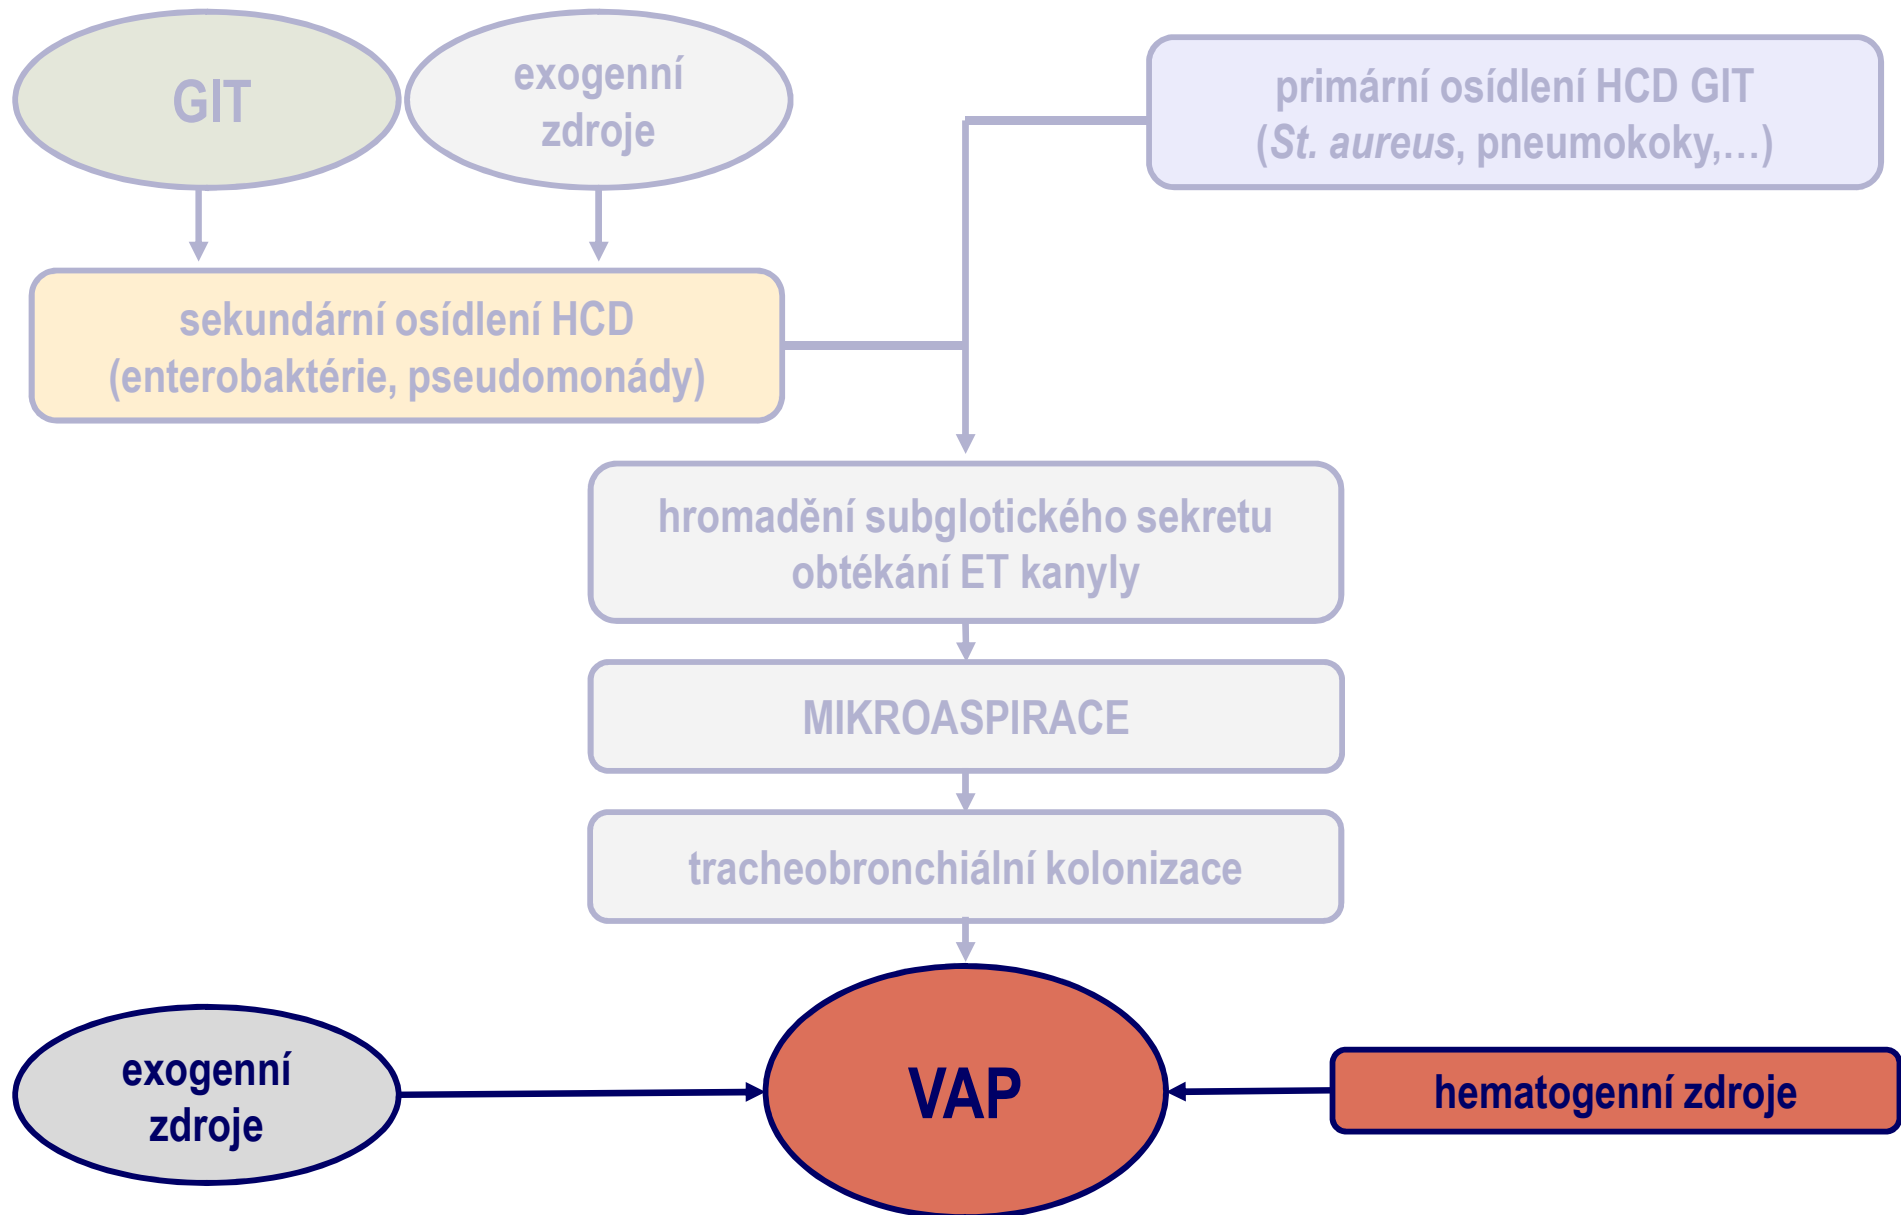 GIT
exogenní
zdroje
primární osídlení HCD GIT
(St. aureus, pneumokoky,...)
sekundární osídlení HCD
(enterobaktérie, pseudomonády)
hromadění subglotického sekretu
obtékání ET kanyly
MIKROASPIRACE
tracheobronchiální kolonizace
exogenní
zdroje
VAP
hematogenní zdroje